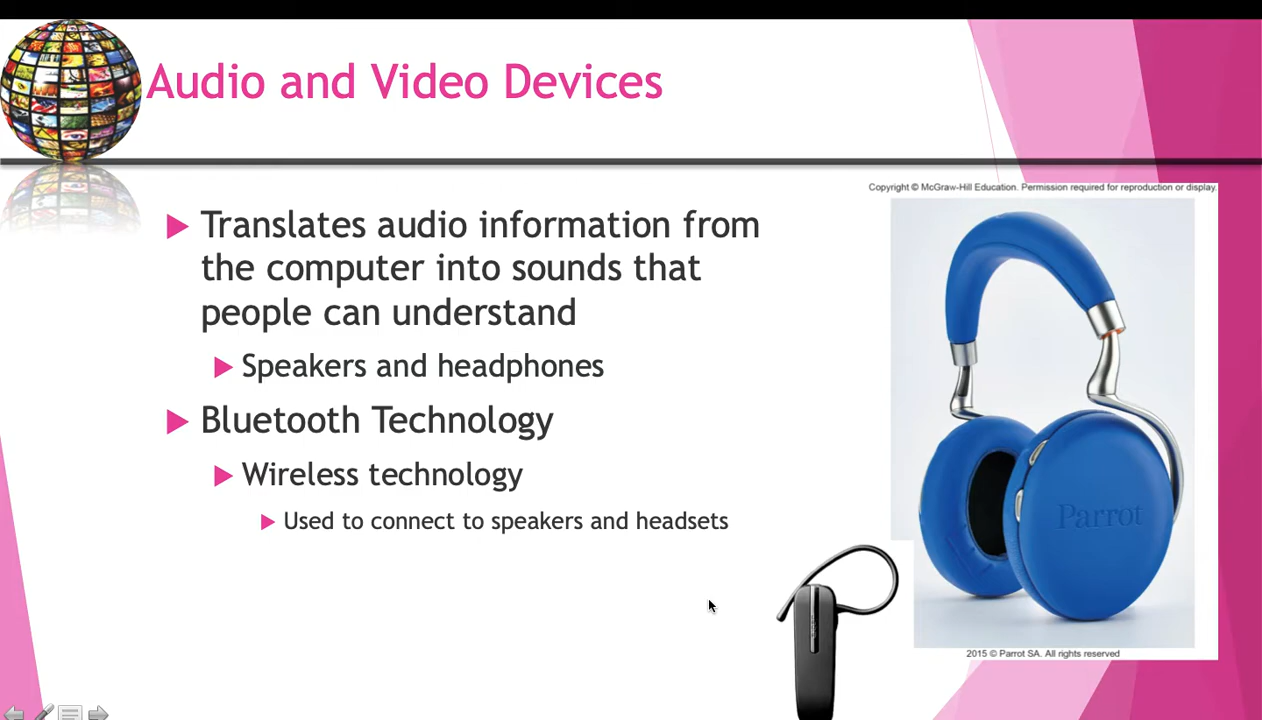 Audio and Video Devices
Copyright © McGraw-Hill Education. Permission required for reproduction or display.
Translates audio information from
the computer into sounds that
people can understand
Speakers and headphones
Bluetooth Technology
Wireless technology
Used to connect to speakers and headsets
Parrot
2015 © Parrot SA. All rights reserved